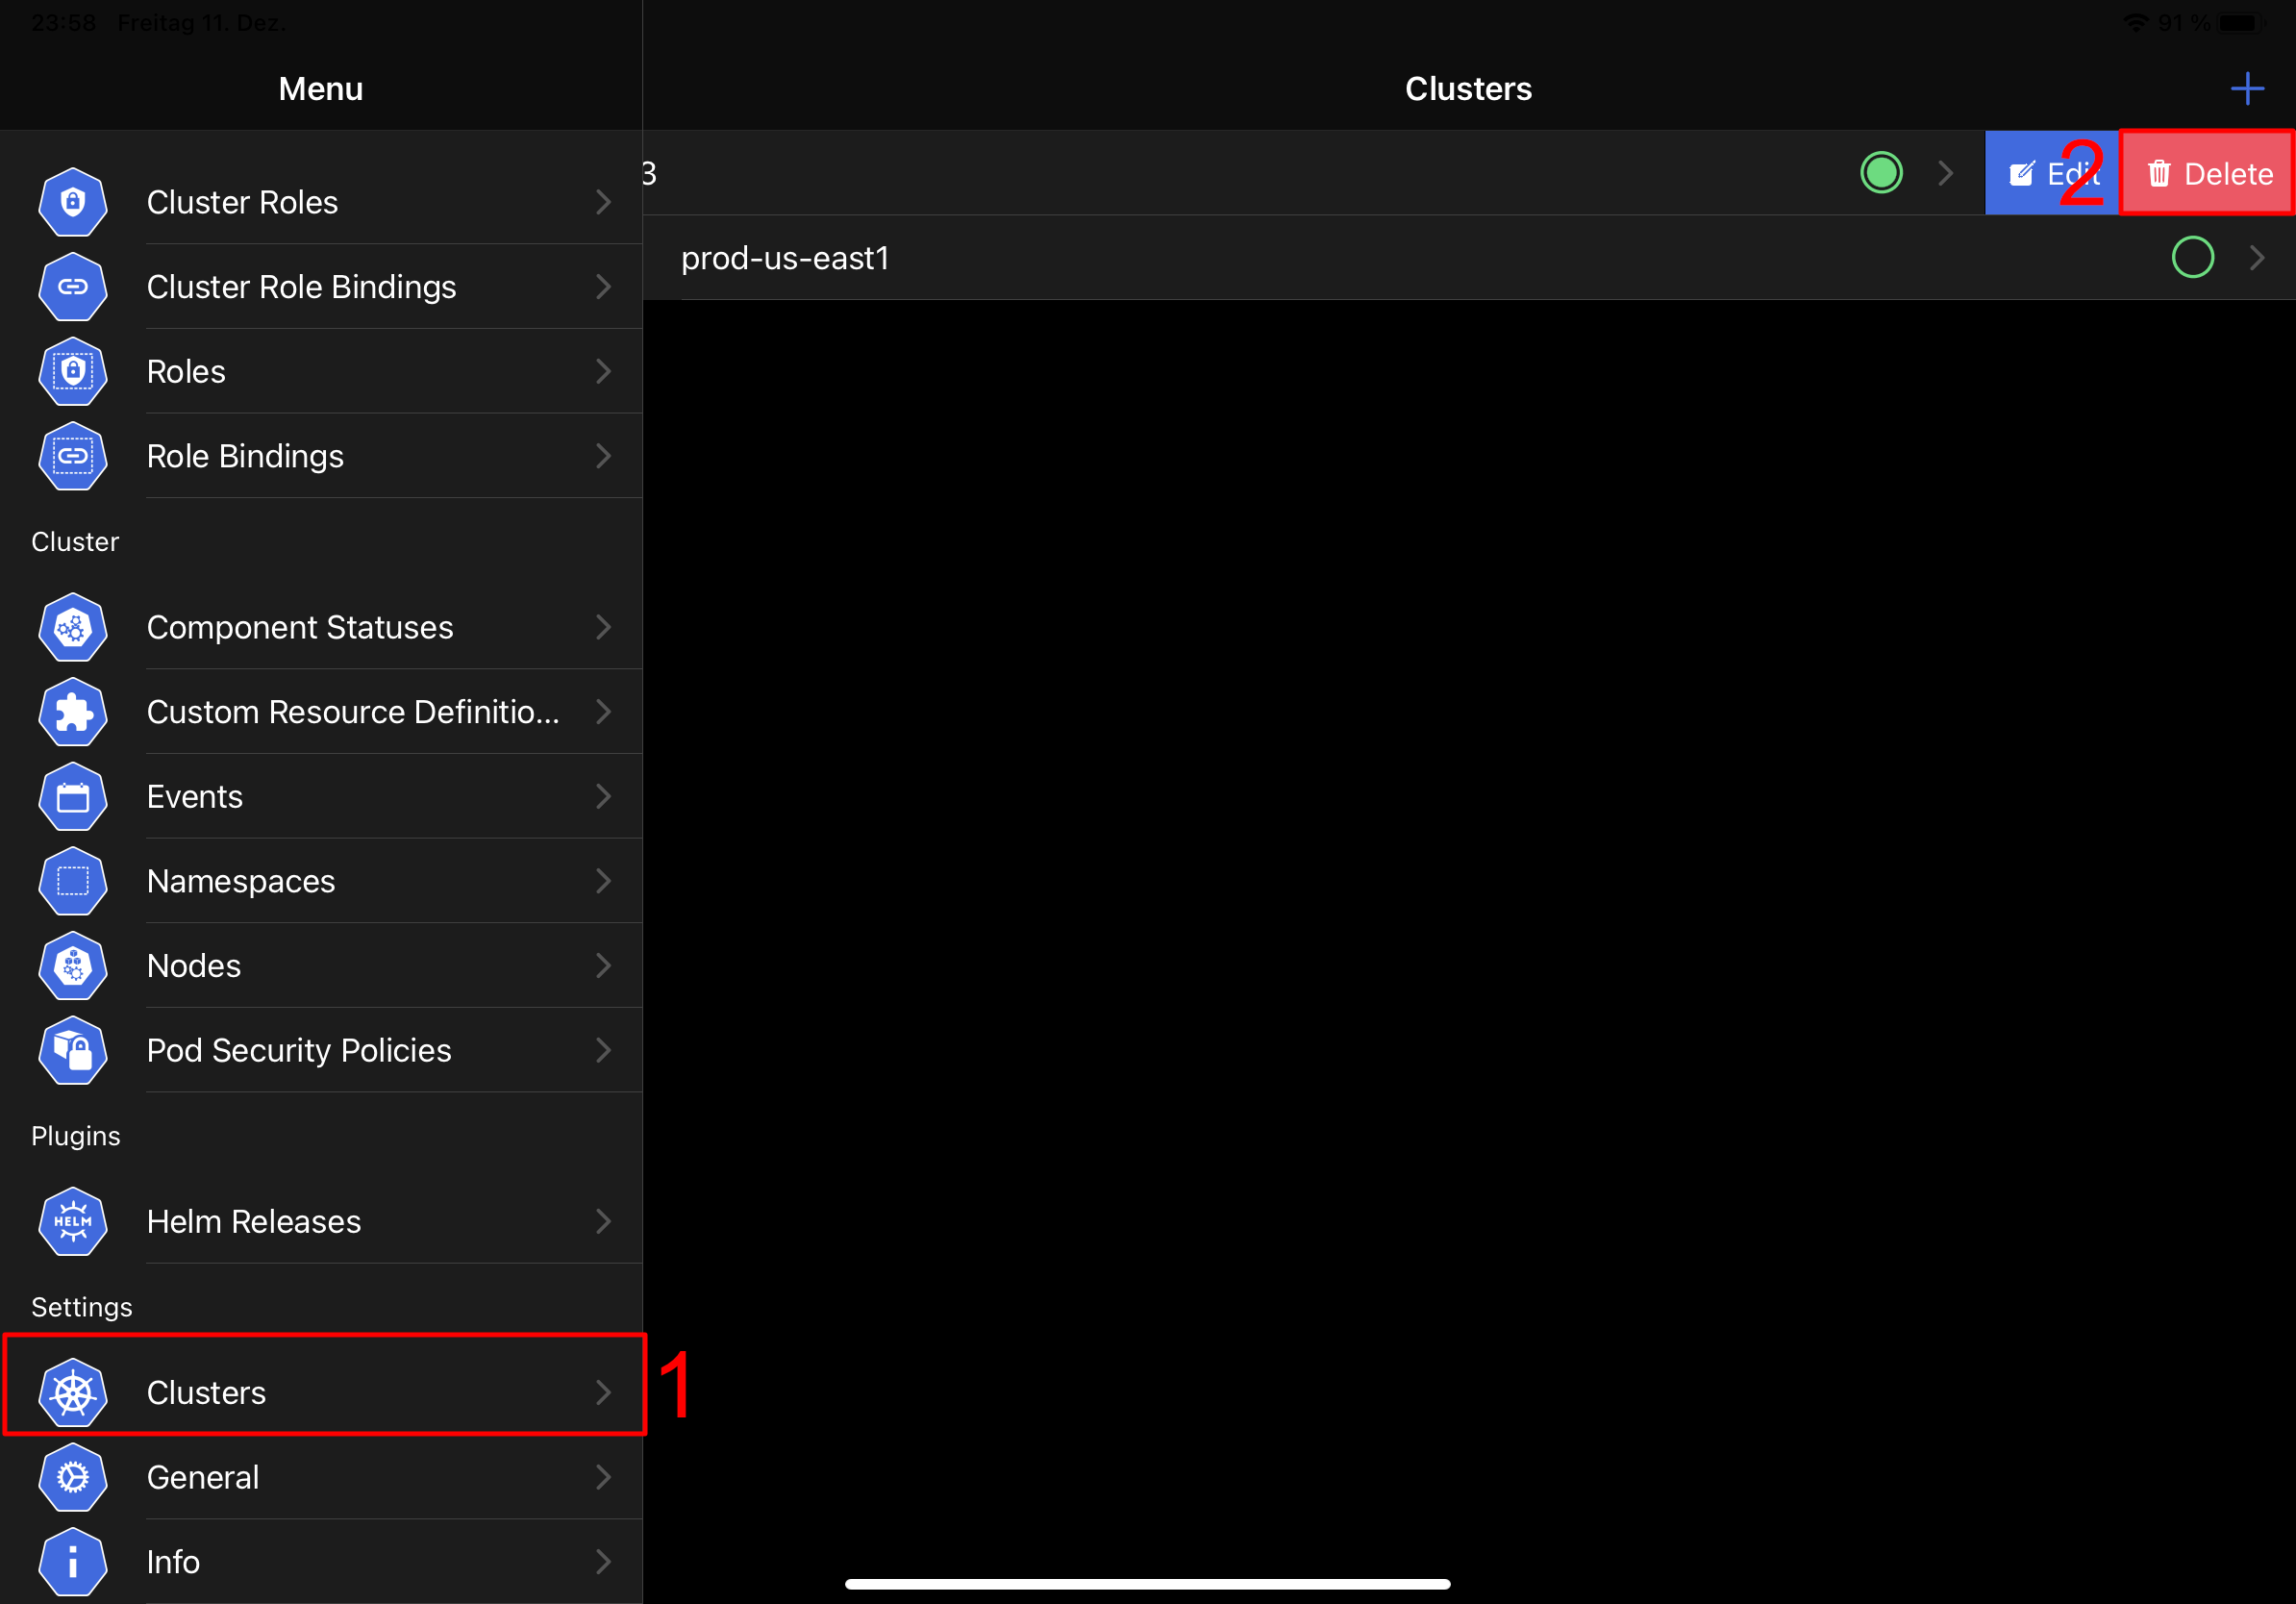 23:58 Freitag 11. Dez.
91 %
Menu
Clusters
Cluster Roles
Cluster Role Bindings
Roles
Role Bindings
Cluster
Component Statuses
Custom Resource Definitio...
Events
Namespaces
Nodes
Pod Security Policies
Plugins
HELM
Helm Releases
Settings
Clusters
1
General
Info
3
Edit
2
Delete
prod-us-east1